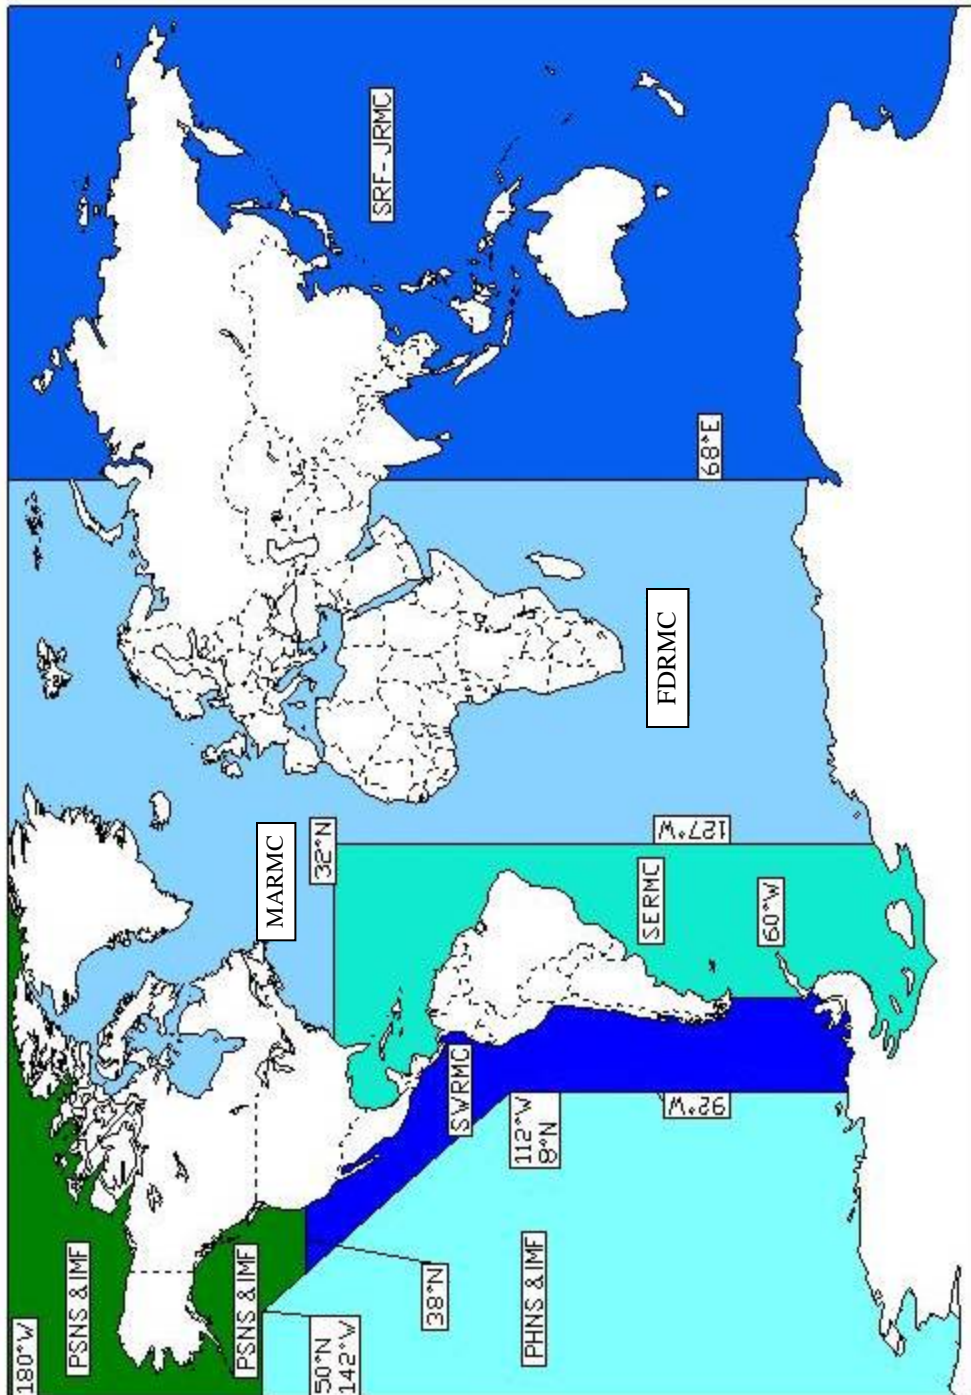 180°W
PSNS & IMF
PSNS & IMF
MARMC
50°N
142°W
32°N
SRF-JRMC
38°N
SWRMC
112°W
8°N
PHNS & IMF
SERMC
FDRMC
92°W
127°W
68°E
60°W